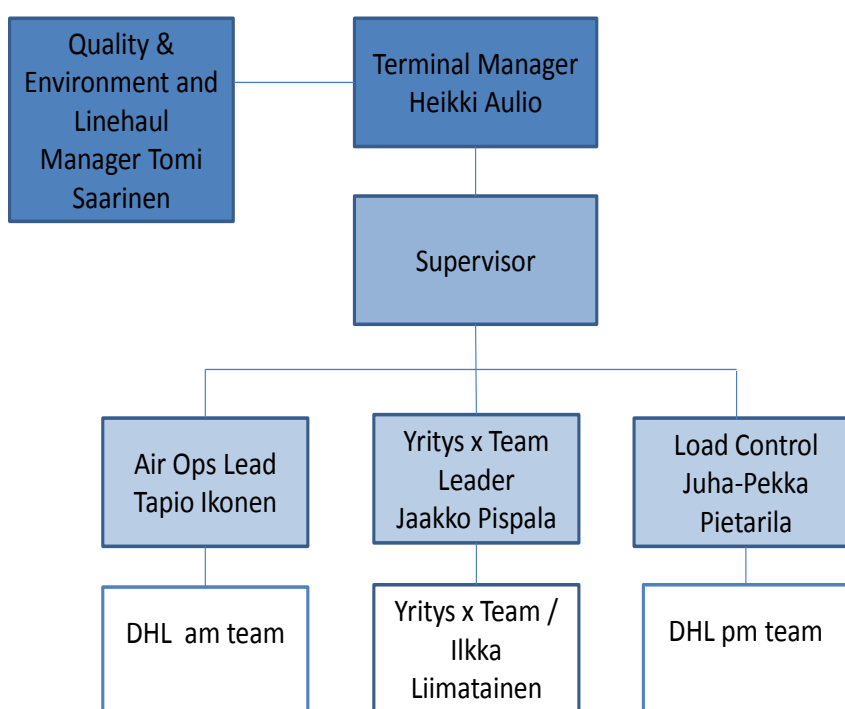 Quality &
Environment and
Linehaul
Manager Tomi
Saarinen
Terminal Manager
Heikki Aulio
Supervisor
Air Ops Lead
Tapio Ikonen
Yritys x Team
Leader
Jaakko Pispala
Load Control
Juha-Pekka
Pietarila
DHL am team
Yritys x Team /
Ilkka
Liimatainen
DHL pm team